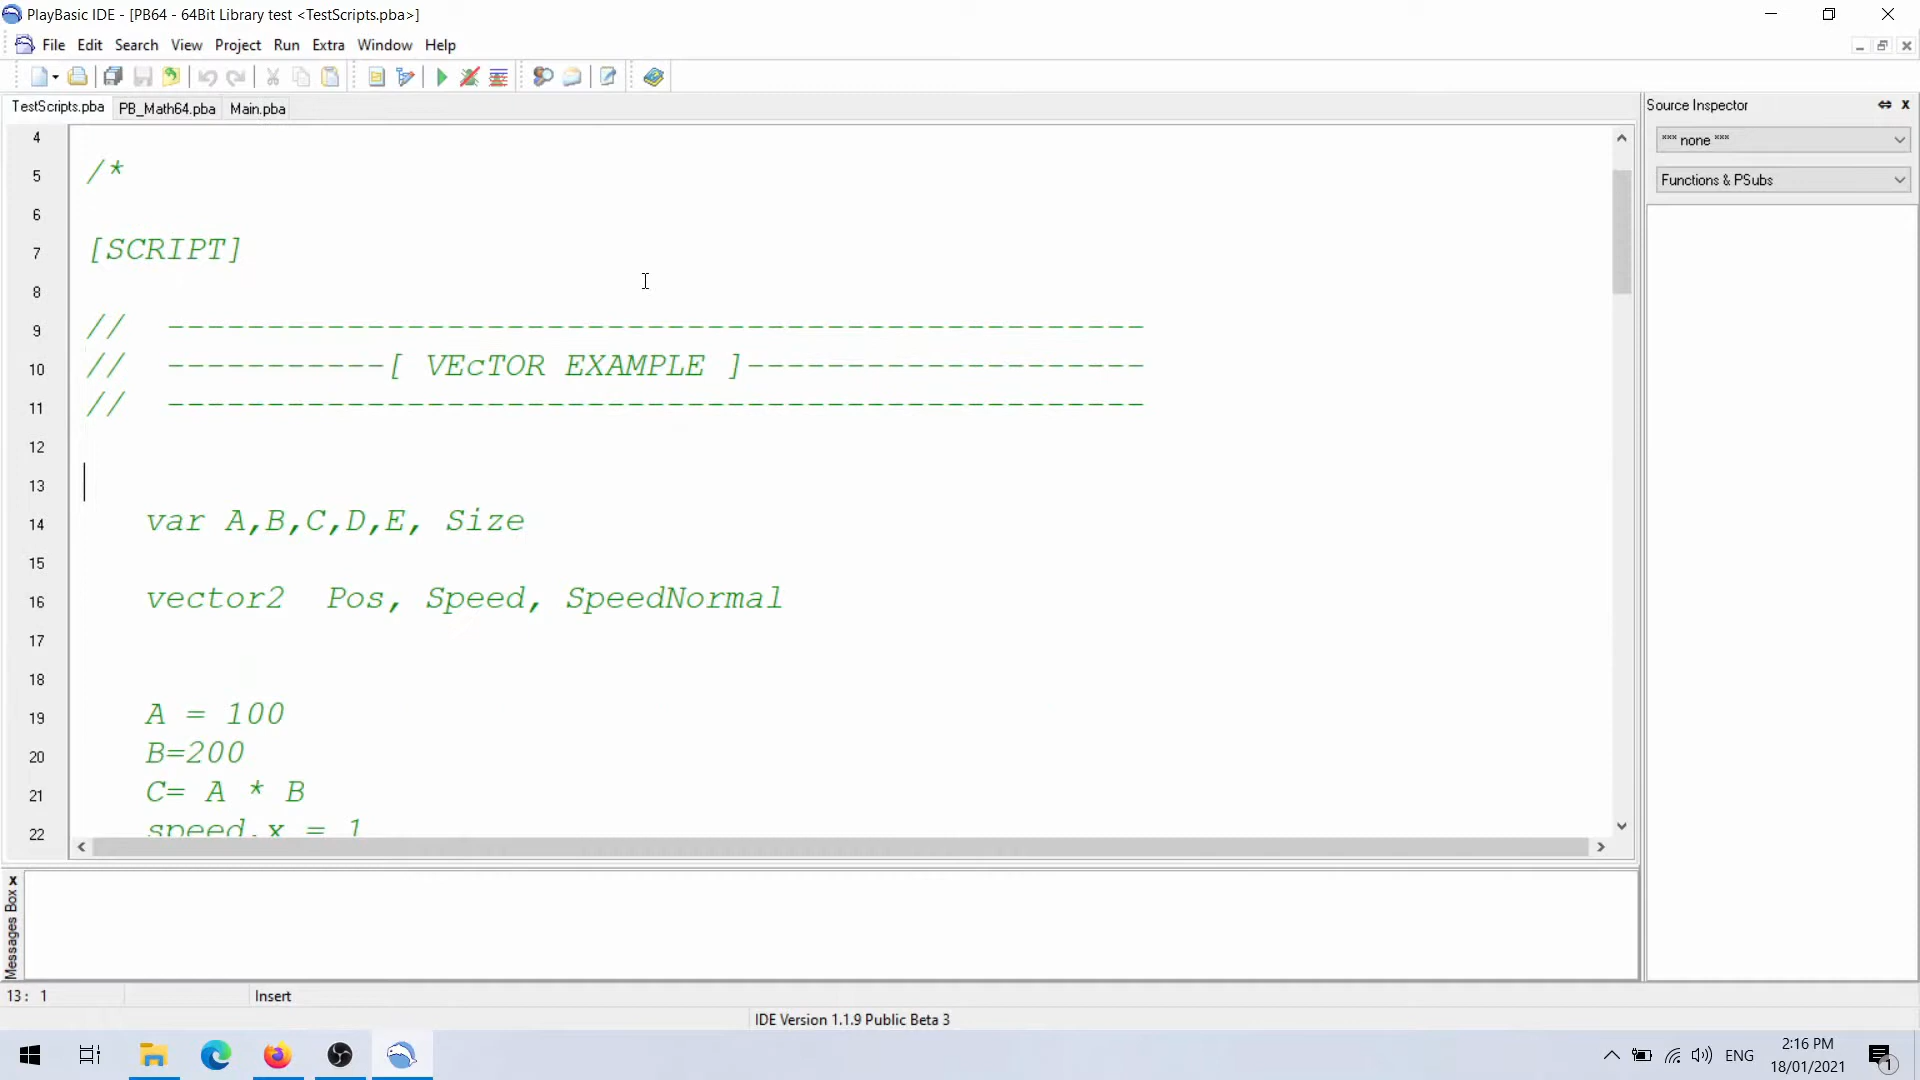 PlayBasic IDE - [PB64 - 64Bit Library test <TestScripts.pba>]
File Edit Search View Project Run Extra Window Help
TestScripts.pba PB_Math64.pba Main.pba
Source Inspector
*** none ***
Functions & PSubs
4
5 /*
6
7 [SCRIPT]
8
9 // -------------------------------------------------
10 // -----------[ VEcTOR EXAMPLE ]--------------------
11 // -------------------------------------------------
12
13
14 var A,B,C,D,E, Size
15
16 vector2 Pos, Speed, SpeedNormal
17
18
19 A = 100
20 B=200
21 C= A * B
22 speed.x = 1
Messages Box
13: 1 Insert
IDE Version 1.1.9 Public Beta 3
ENG
2:16 PM
18/01/2021
1